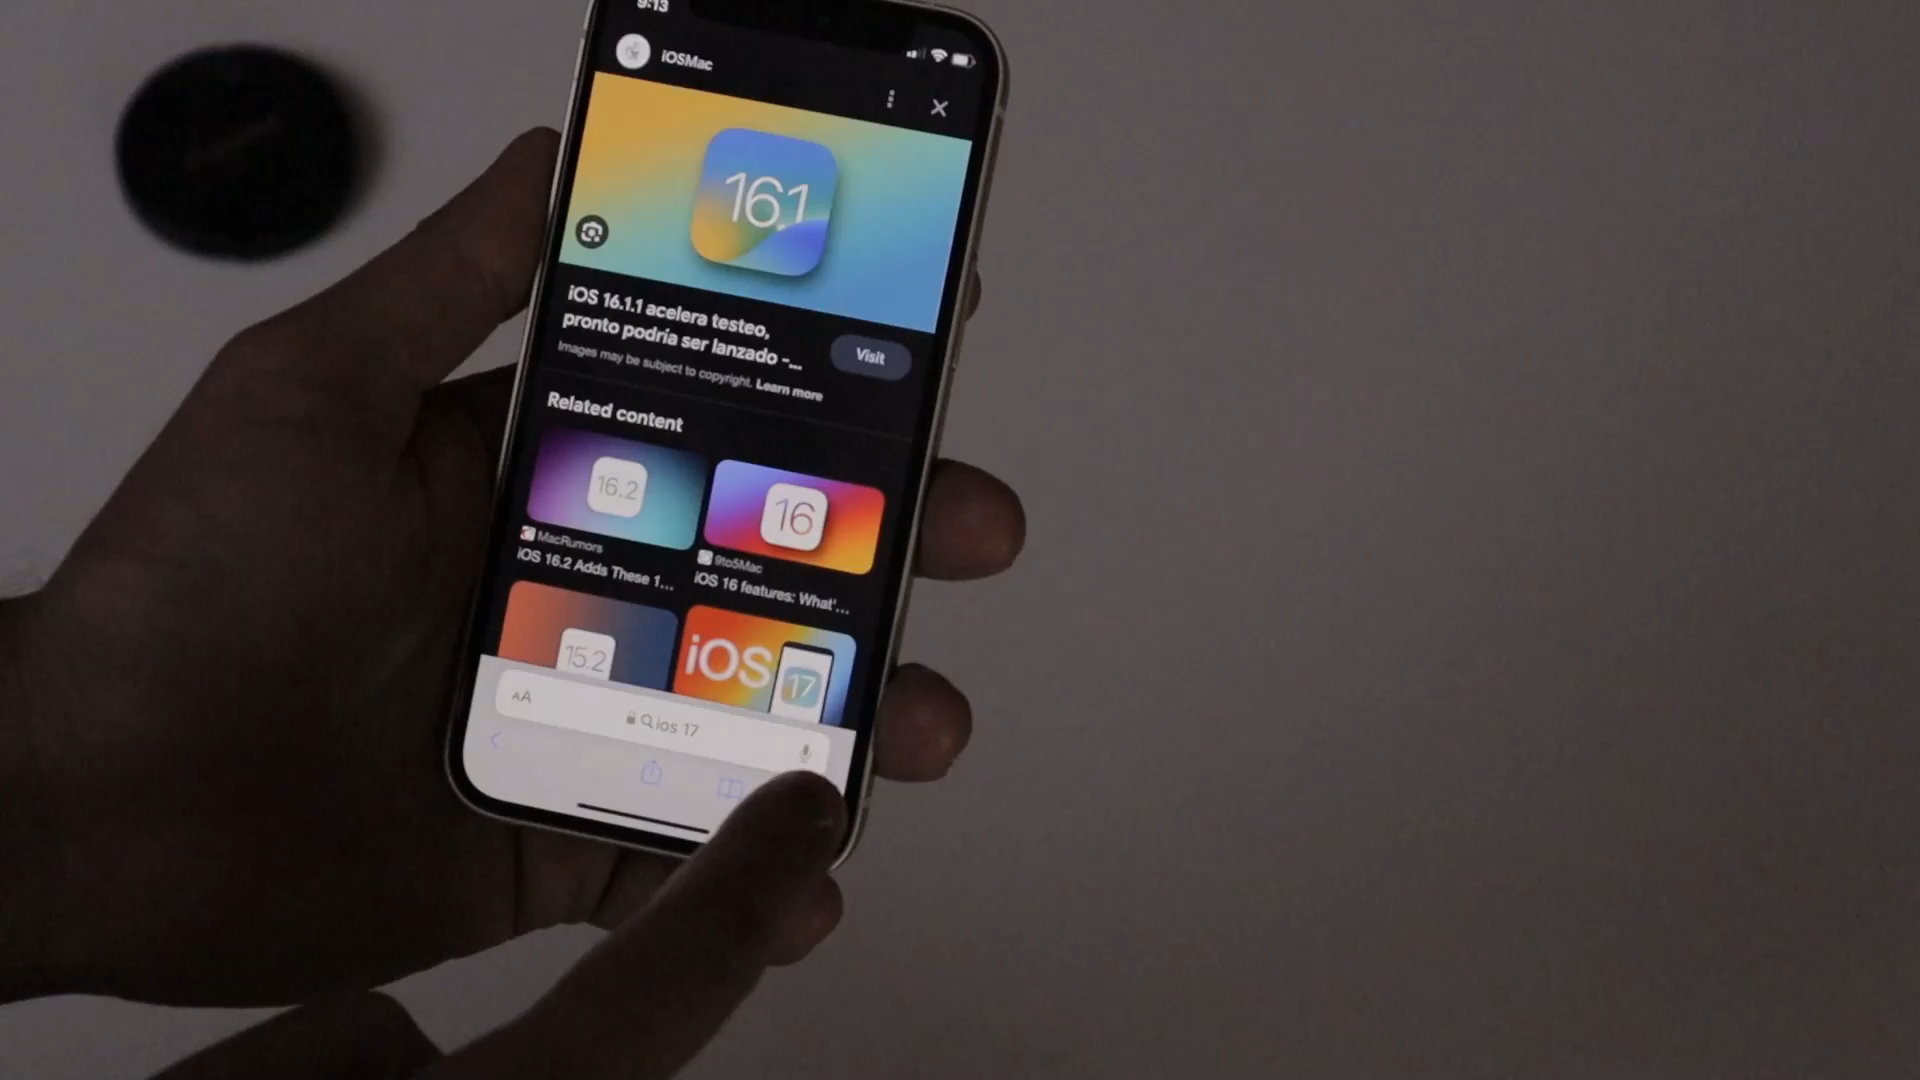 9:13
iOSMac
16.1
iOS 16.1.1 acelera testeo,
pronto podría ser lanzado -...
Visit
Images may be subject to copyright. Learn more
Related content
16.2
16
MacRumors
iOS 16.2 Adds These 1...
9to5Mac
iOS 16 features: What'...
15.2
iOS
17
AA
ios 17